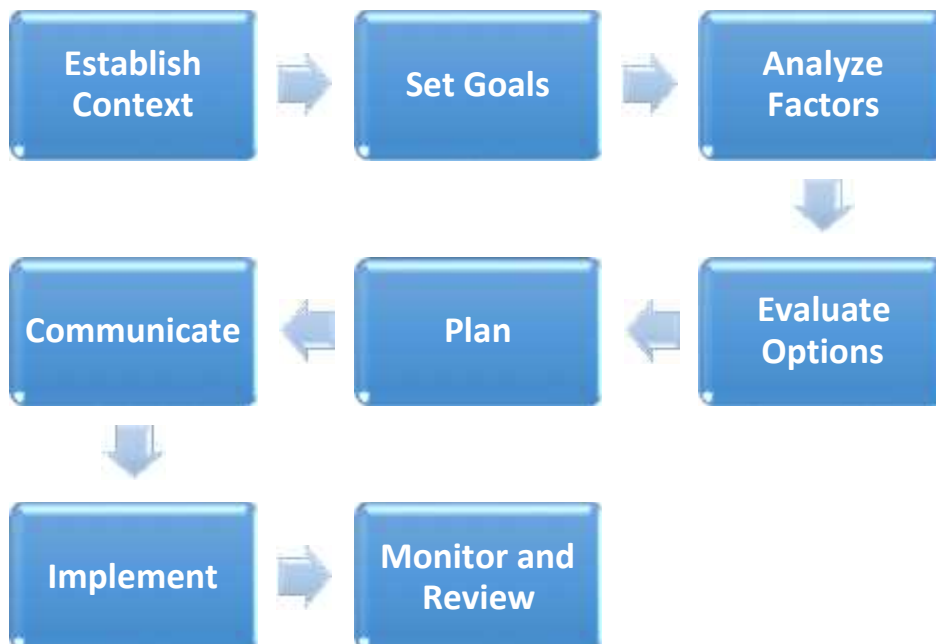 Establish
Context
Set Goals
Analyze
Factors
Evaluate
Options
Plan
Communicate
Implement
Monitor and
Review